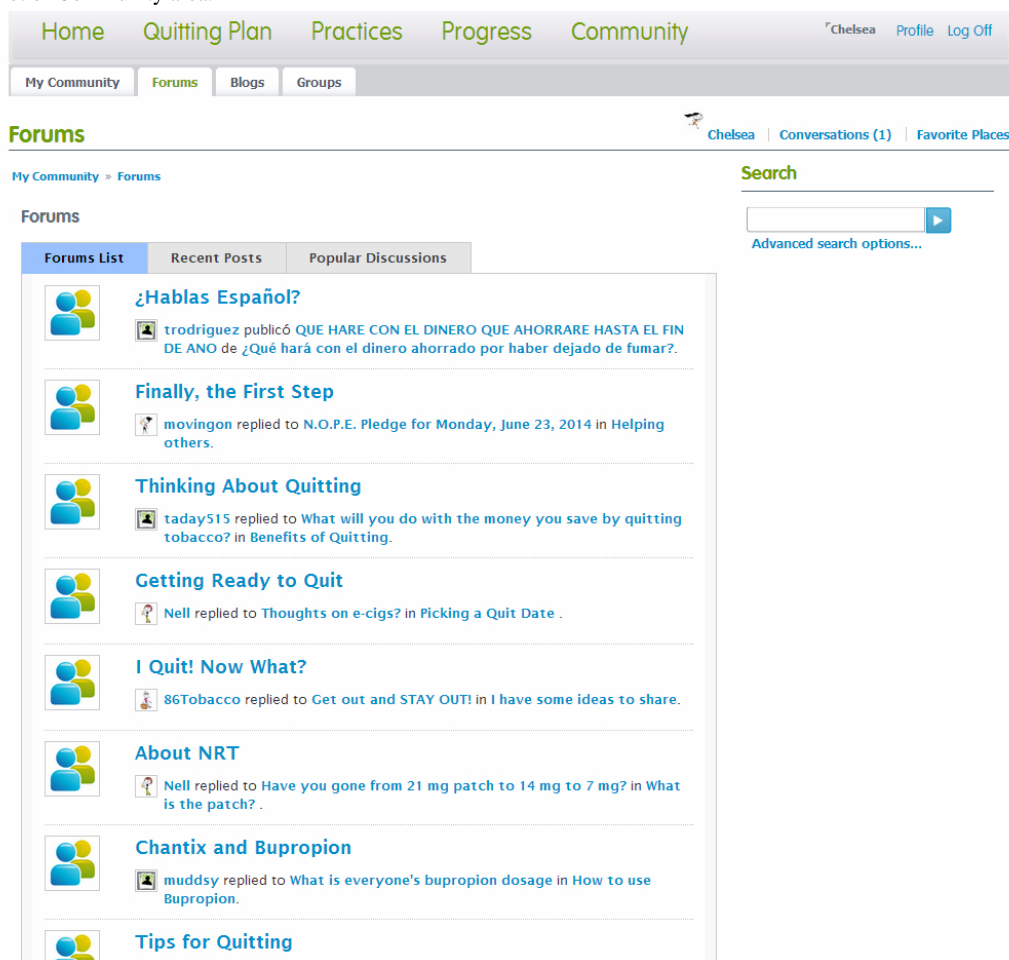 Home Quitting Plan Practices Progress Community Chelsea Profile Log Off
My Community Forums Blogs Groups
Forums
Chelsea | Conversations (1) | Favorite Places
My Community » Forums
Search
Forums
Advanced search options...
Forums List Recent Posts Popular Discussions
¿Hablas Español?
trodriguez publicó QUE HARE CON EL DINERO QUE AHORRARE HASTA EL FIN
DE ANO de ¿Qué hará con el dinero ahorrado por haber dejado de fumar?.
Finally, the First Step
movingon replied to N.O.P.E. Pledge for Monday, June 23, 2014 in Helping
others.
Thinking About Quitting
taday515 replied to What will you do with the money you save by quitting
tobacco? in Benefits of Quitting.
Getting Ready to Quit
Nell replied to Thoughts on e-cigs? in Picking a Quit Date .
I Quit! Now What?
86Tobacco replied to Get out and STAY OUT! in I have some ideas to share.
About NRT
Nell replied to Have you gone from 21 mg patch to 14 mg to 7 mg? in What
is the patch? .
Chantix and Bupropion
muddsy replied to What is everyone's bupropion dosage in How to use
Bupropion.
Tips for Quitting